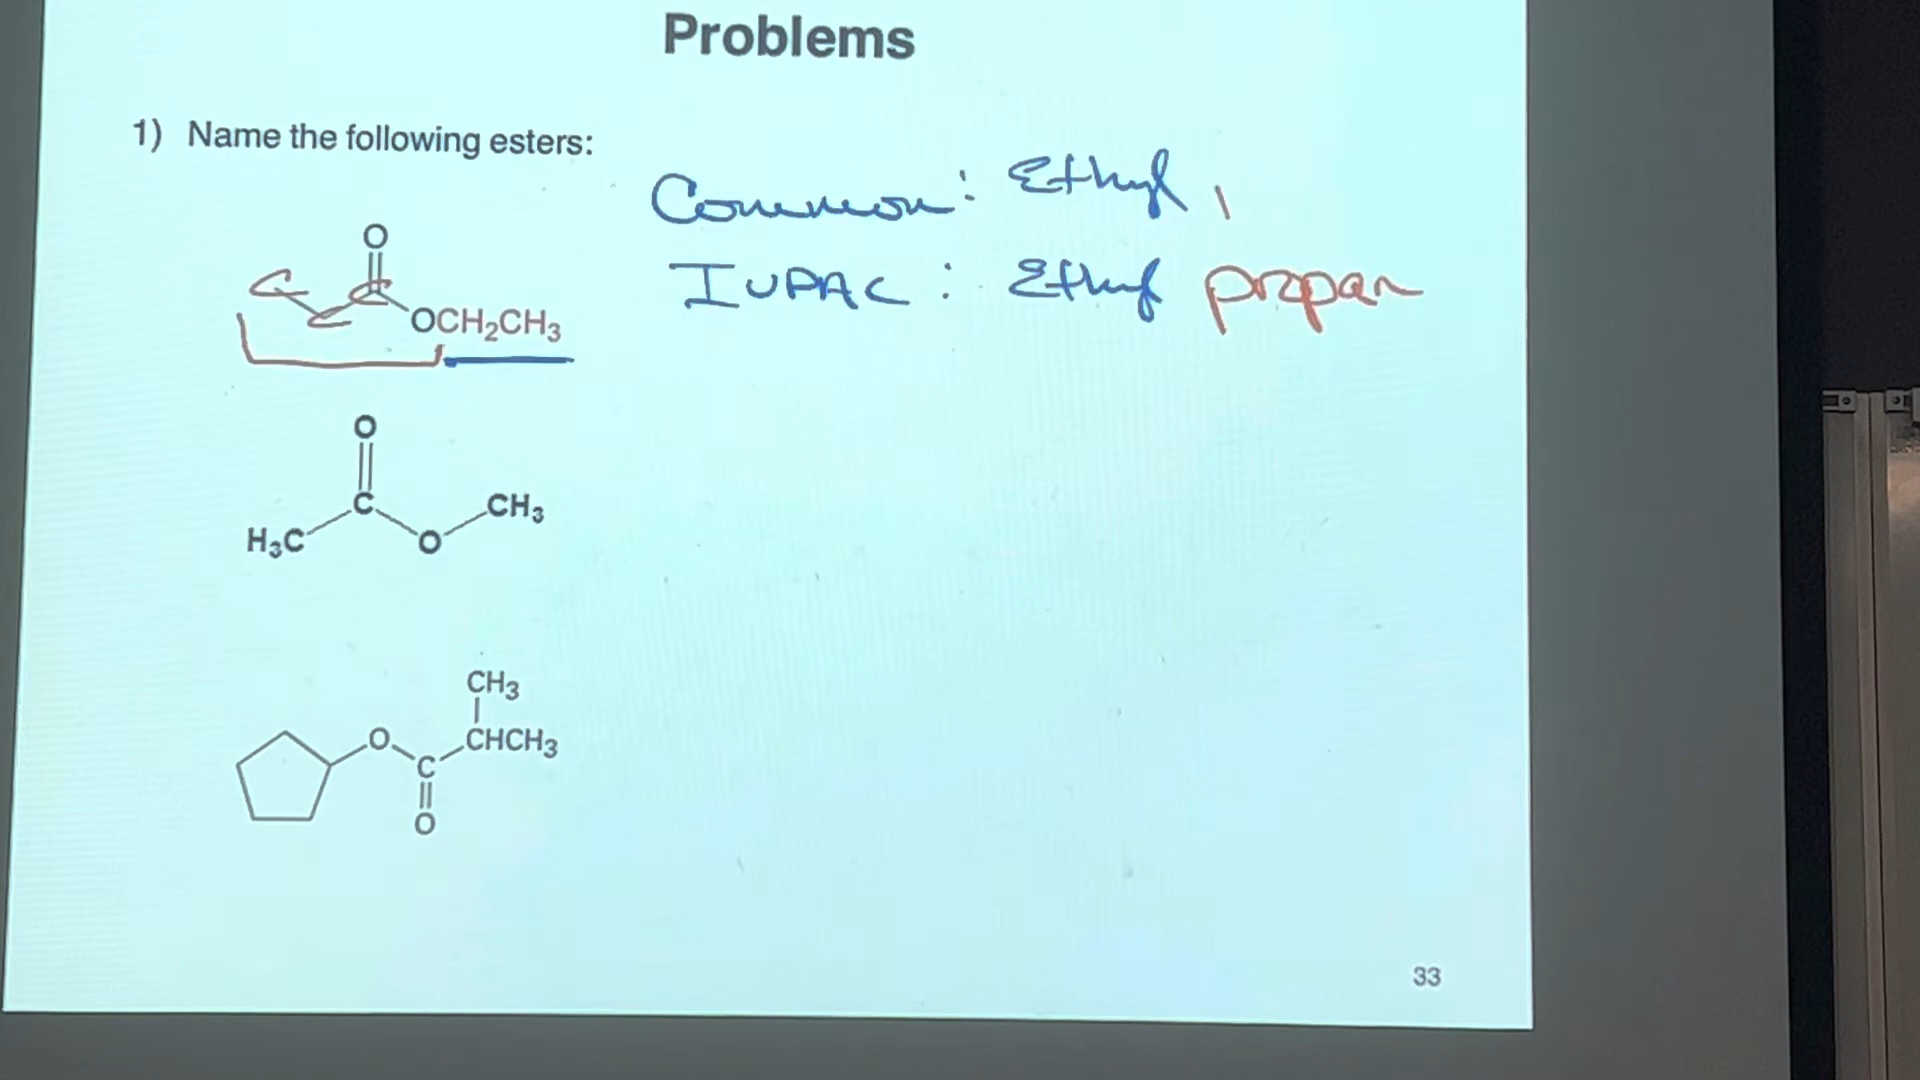 Problems
1) Name the following esters:
Common: Ethyl
IUPAC: Ethyl propan
O
C C C
OCH₂CH₃
O
C
CH₃
H₃C
O
CH₃
O
CHCH₃
C
O
33